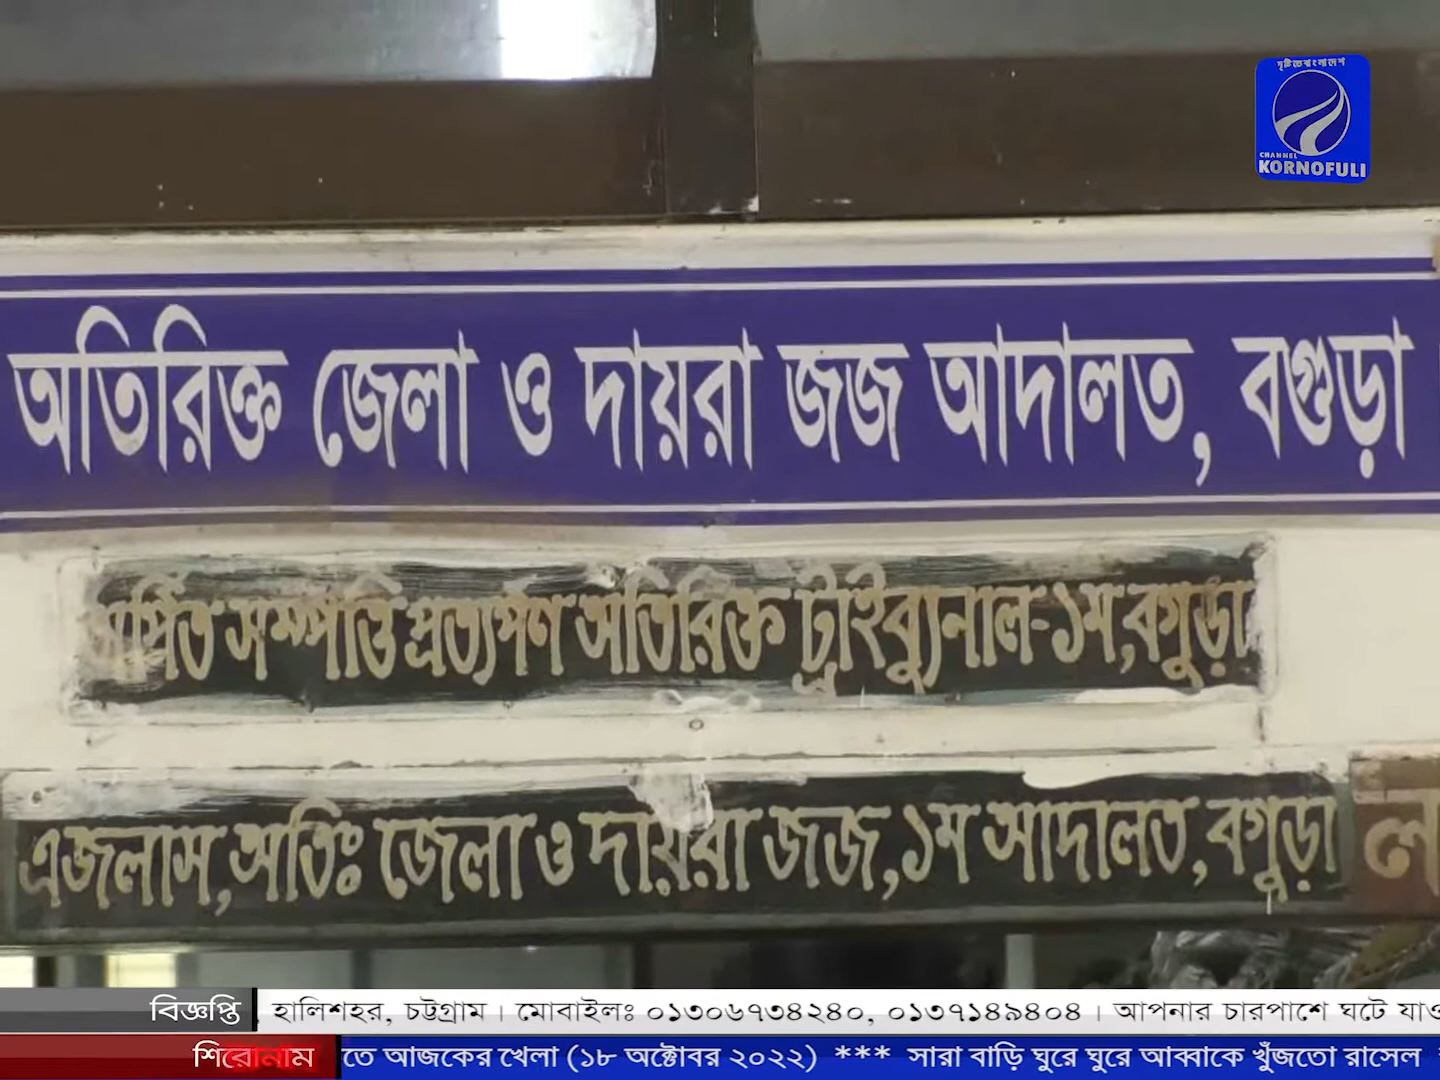 দৃষ্টিতে বাংলাদেশ
CHANNEL
KORNOFULI
অতিরিক্ত জেলা ও দায়রা জজ আদালত, বগুড়া
অর্পিত সম্পত্তি প্রত্যর্পণ অতিরিক্ত ট্রাইব্যুনাল-১ম,বগুড়া
এজলাস,অতিঃ জেলা ও দায়রা জজ,১ম আদালত,বগুড়া
বিজ্ঞপ্তি হালিশহর, চট্টগ্রাম। মোবাইলঃ ০১৩০৬৭৩৪২৪০, ০১৩৭১৪৯৪০৪। আপনার চারপাশে ঘটে যাও
শিরোনাম তে আজকের খেলা (১৮ অক্টোবর ২০২২) *** সারা বাড়ি ঘুরে ঘুরে আব্বাকে খুঁজতো রাসেল